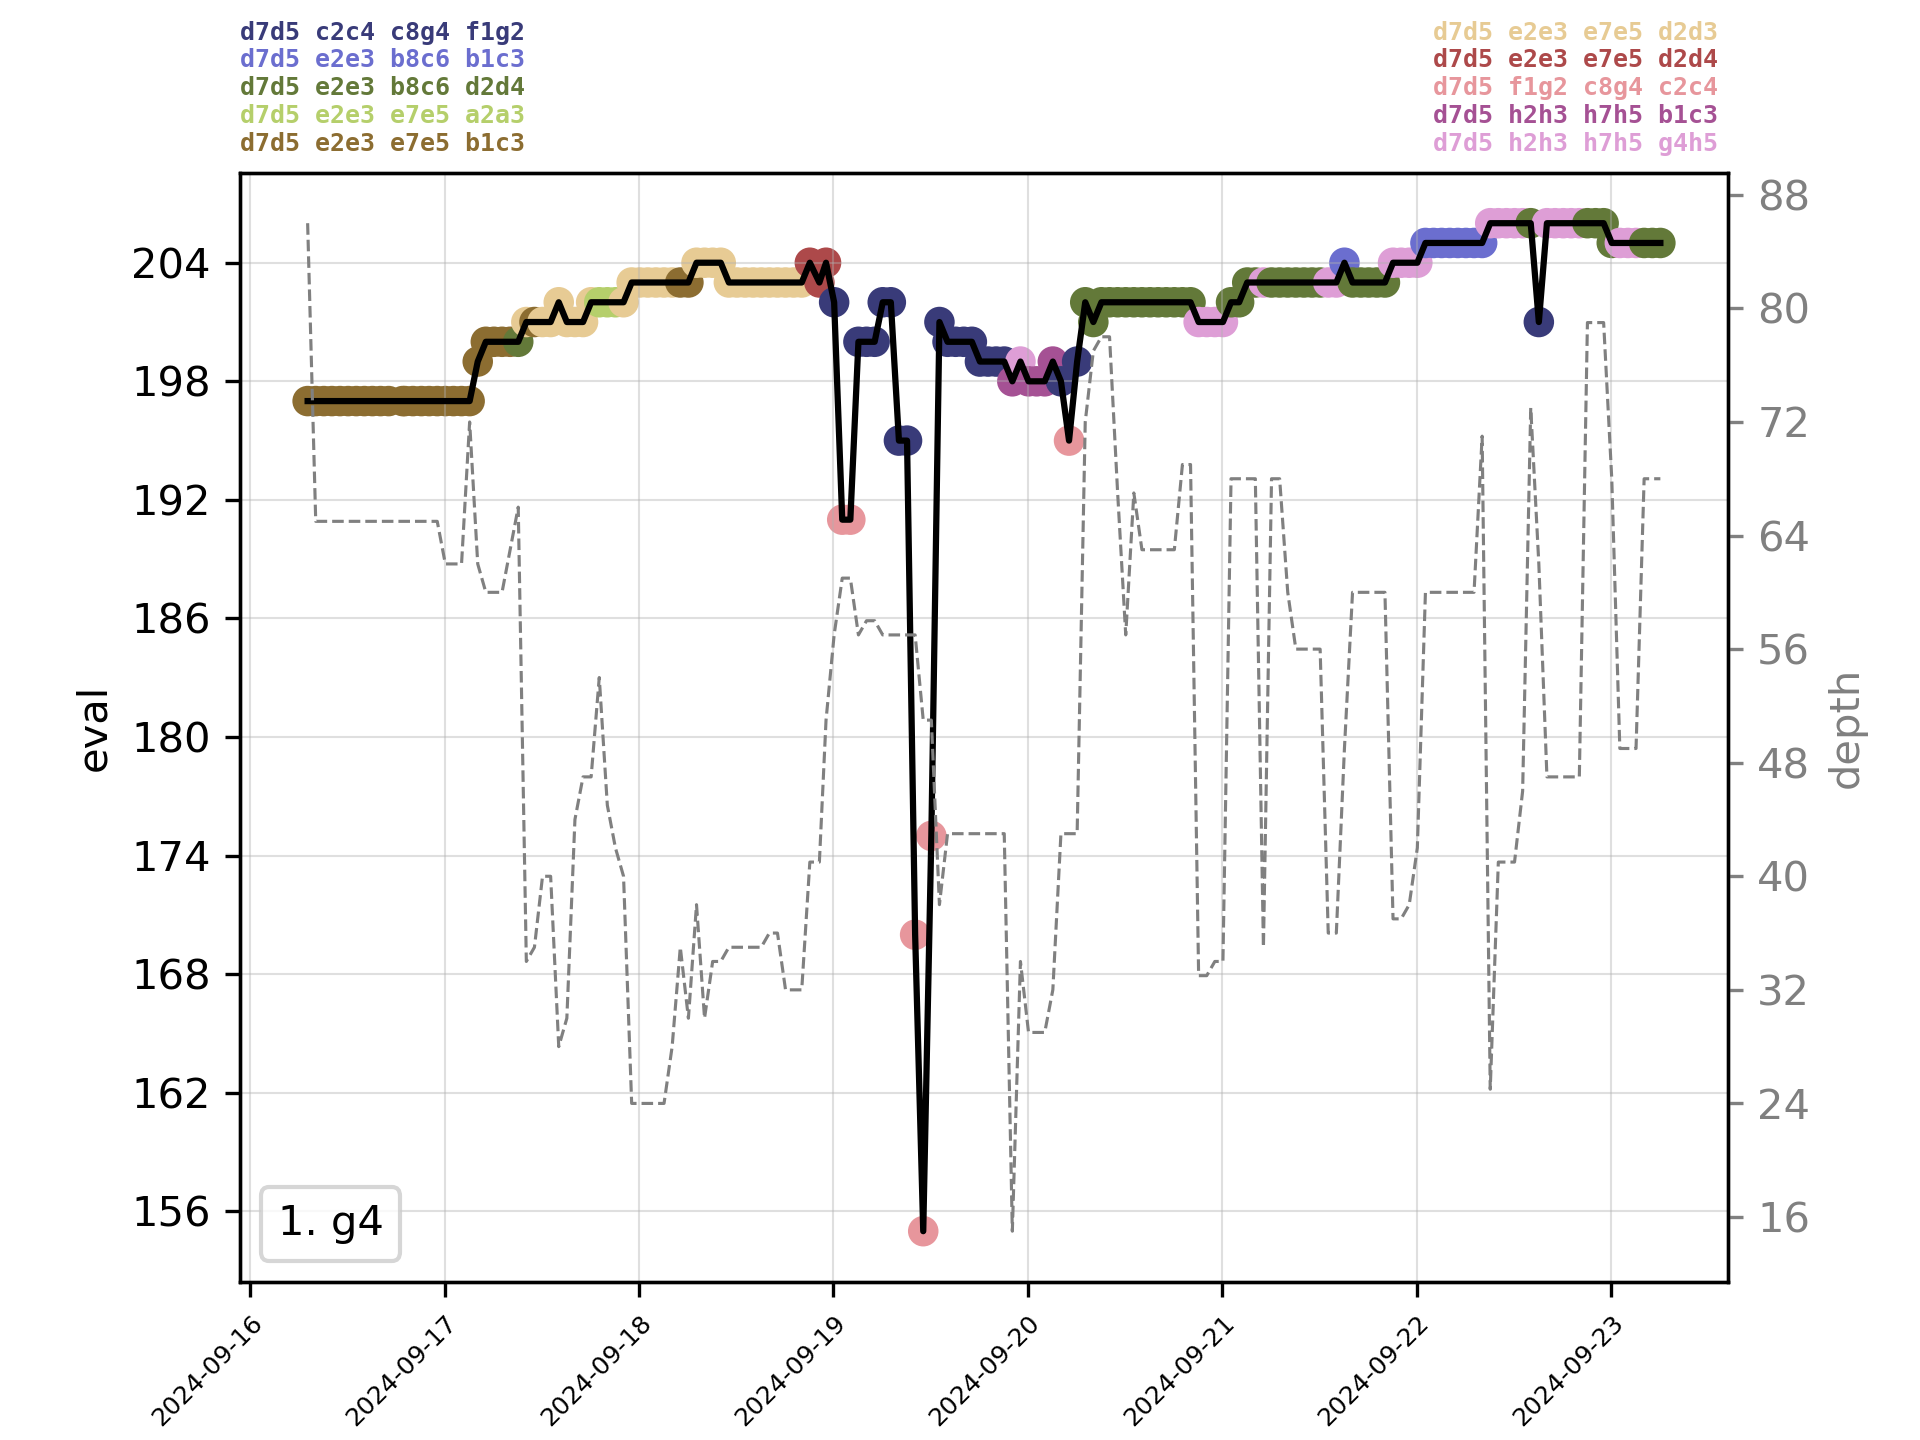 d7d5 c2c4 c8g4 f1g2
d7d5 e2e3 b8c6 b1c3
d7d5 e2e3 b8c6 d2d4
d7d5 e2e3 e7e5 a2a3
d7d5 e2e3 e7e5 b1c3
d7d5 e2e3 e7e5 d2d3
d7d5 e2e3 e7e5 d2d4
d7d5 f1g2 c8g4 c2c4
d7d5 h2h3 h7h5 b1c3
d7d5 h2h3 h7h5 g4h5
204
198
192
186
180
174
168
162
156
eval
88
80
72
64
56
48
40
32
24
16
depth
1. g4
2024-09-16
2024-09-17
2024-09-18
2024-09-19
2024-09-20
2024-09-21
2024-09-22
2024-09-23